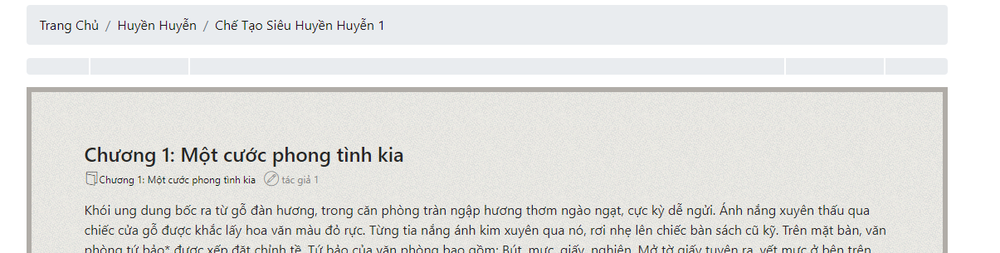 Trang Chủ / Huyền Huyễn / Chế Tạo Siêu Huyền Huyễn 1
Chương 1: Một cước phong tình kia
Chương 1: Một cước phong tình kia tác giả 1
Khói ung dung bốc ra từ gỗ đàn hương, trong căn phòng tràn ngập hương thơm ngào ngạt, cực kỳ dễ ngửi. Ánh nắng xuyên thấu qua
chiếc cửa gỗ được khắc lấy hoa văn màu đỏ rực. Từng tia nắng ánh kim xuyên qua nó, rơi nhẹ lên chiếc bàn sách cũ kỹ. Trên mặt bàn, văn
phòng tứ bảo* được xếp đặt chỉnh tề. Tứ bảo của văn phòng bao gồm: Bút, mực, giấy, nghiên. Mở tờ giấy tuyên ra, vết mực ở bên trên